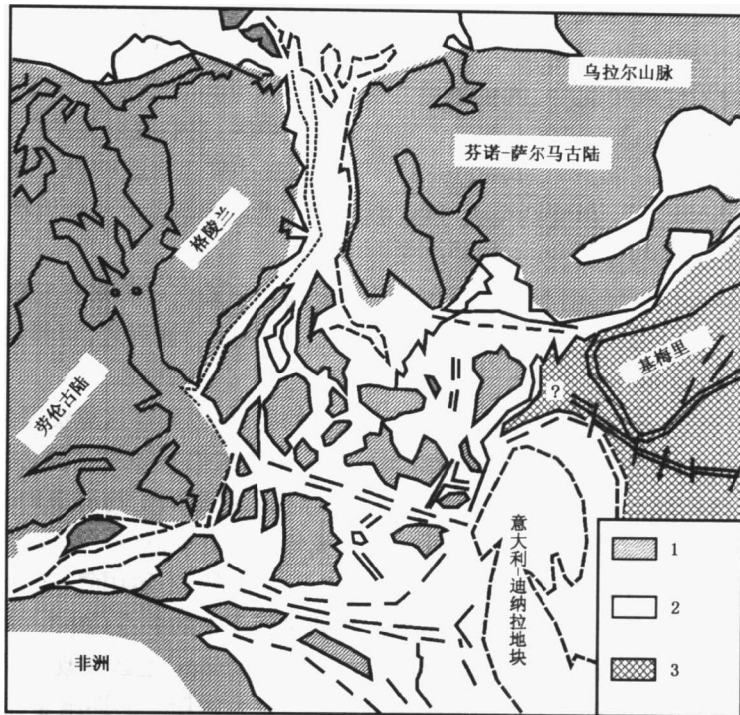 乌拉尔山脉
芬诺-萨尔马古陆
格陵兰
基梅里
?
劳伦古陆
意大利-迪纳拉地块
非洲
1
2
3